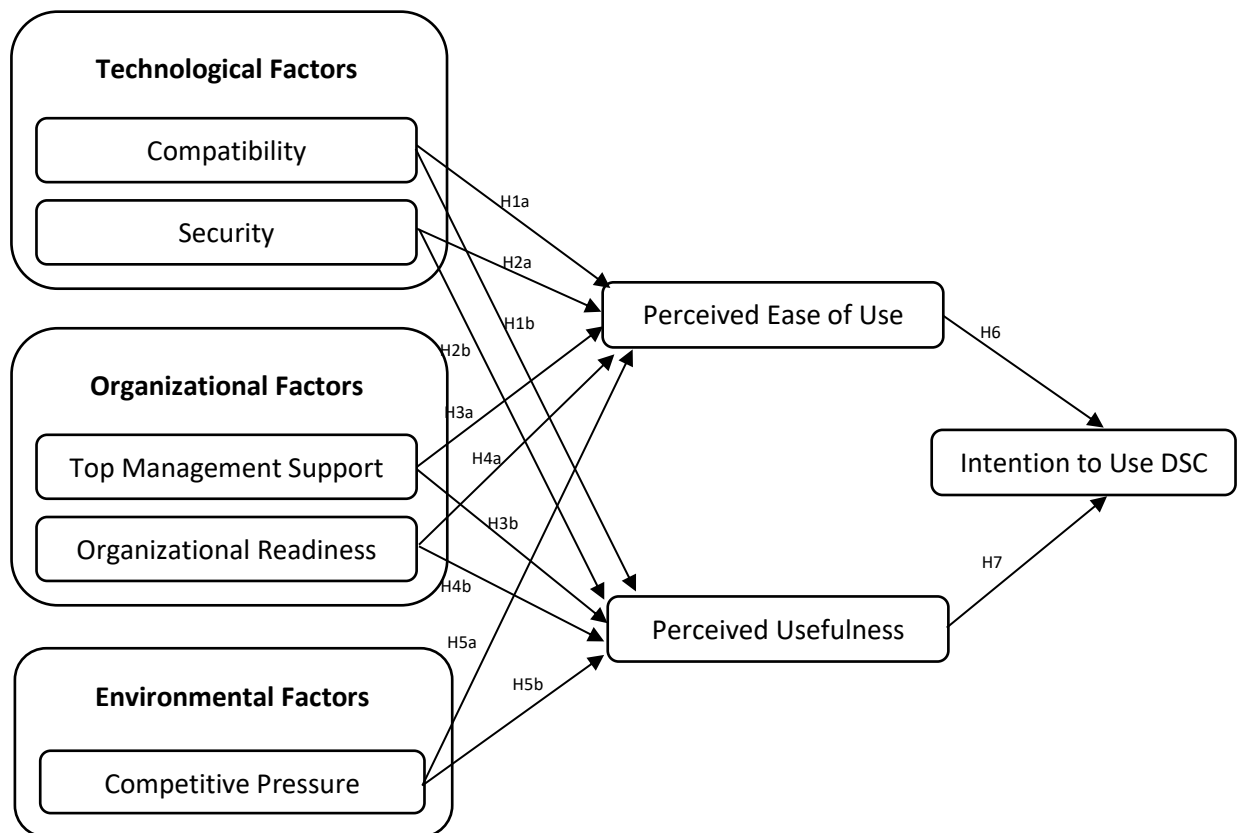 Technological Factors
Compatibility
Security
Organizational Factors
Top Management Support
Organizational Readiness
Environmental Factors
Competitive Pressure
H1a
H2a
H1b
H2b
H3a
H4a
H3b
H4b
H5a
H5b
Perceived Ease of Use
Perceived Usefulness
H6
H7
Intention to Use DSC